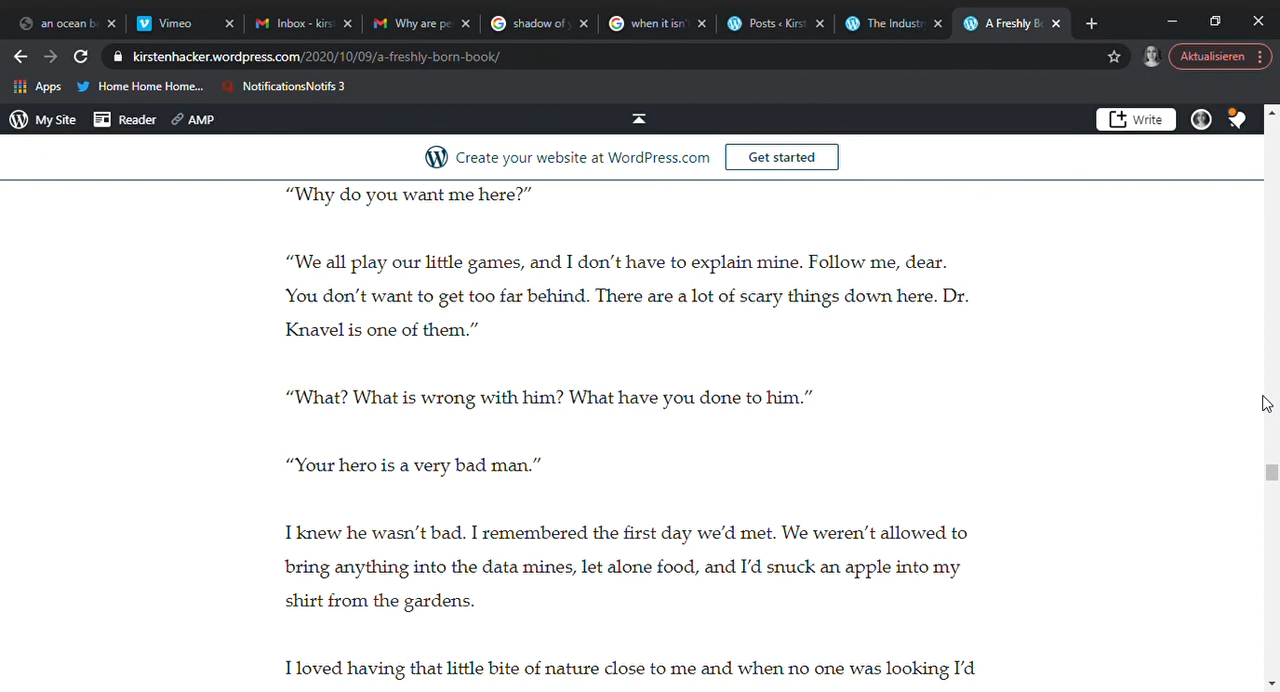 an ocean b
Vimeo
Inbox - kirs
Why are pe
shadow of
when it isn'
Posts ‹ Kirst
The Industr
A Freshly B
kirstenhacker.wordpress.com/2020/10/09/a-freshly-born-book/
Aktualisieren
Apps
Home Home Home...
NotificationsNotifs 3
My Site
Reader
AMP
Write
Create your website at WordPress.com
Get started
“Why do you want me here?”
“We all play our little games, and I don’t have to explain mine. Follow me, dear.
You don’t want to get too far behind. There are a lot of scary things down here. Dr.
Knavel is one of them.”
“What? What is wrong with him? What have you done to him.”
“Your hero is a very bad man.”
I knew he wasn’t bad. I remembered the first day we’d met. We weren’t allowed to
bring anything into the data mines, let alone food, and I’d snuck an apple into my
shirt from the gardens.
I loved having that little bite of nature close to me and when no one was looking I’d